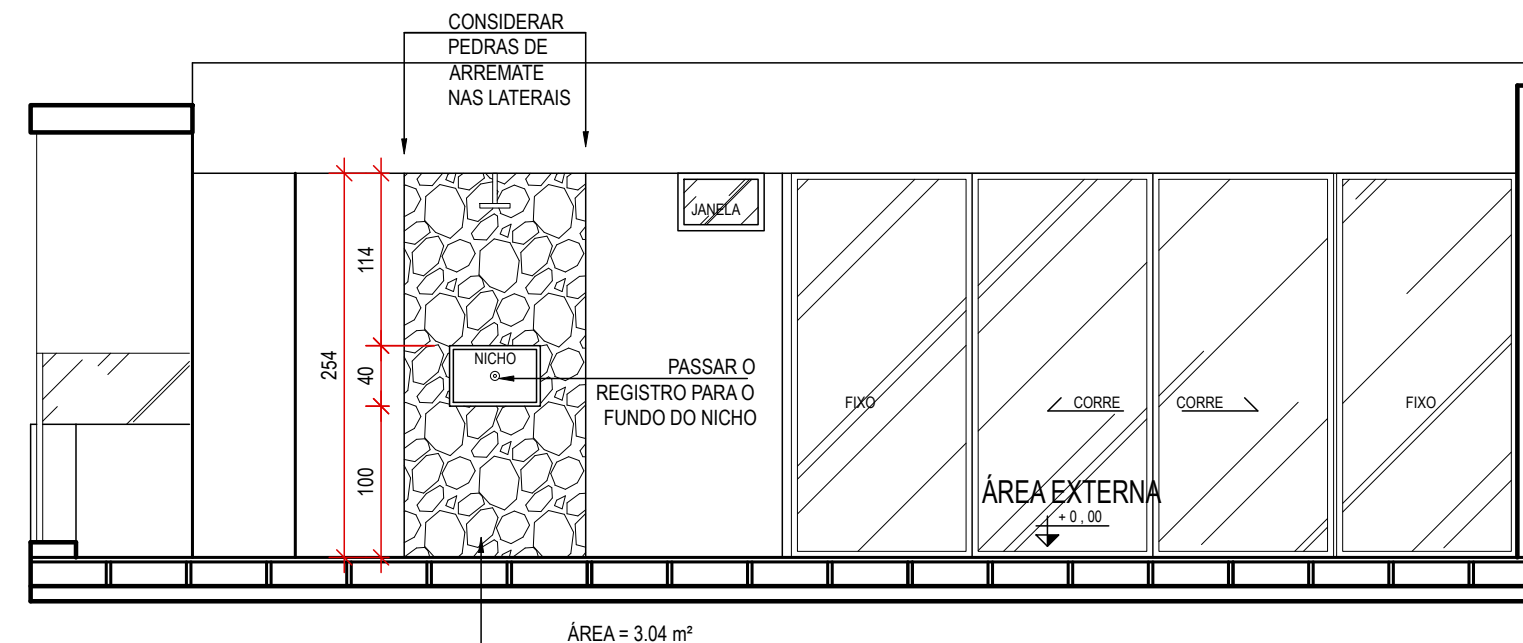 CONSIDERAR
PEDRAS DE
ARREMATE
NAS LATERAIS
JANELA
114
254
40
100
NICHO
PASSAR O
REGISTRO PARA O
FUNDO DO NICHO
FIXO
CORRE
CORRE
FIXO
ÁREA EXTERNA
+ 0 , 00
ÁREA = 3.04 m²